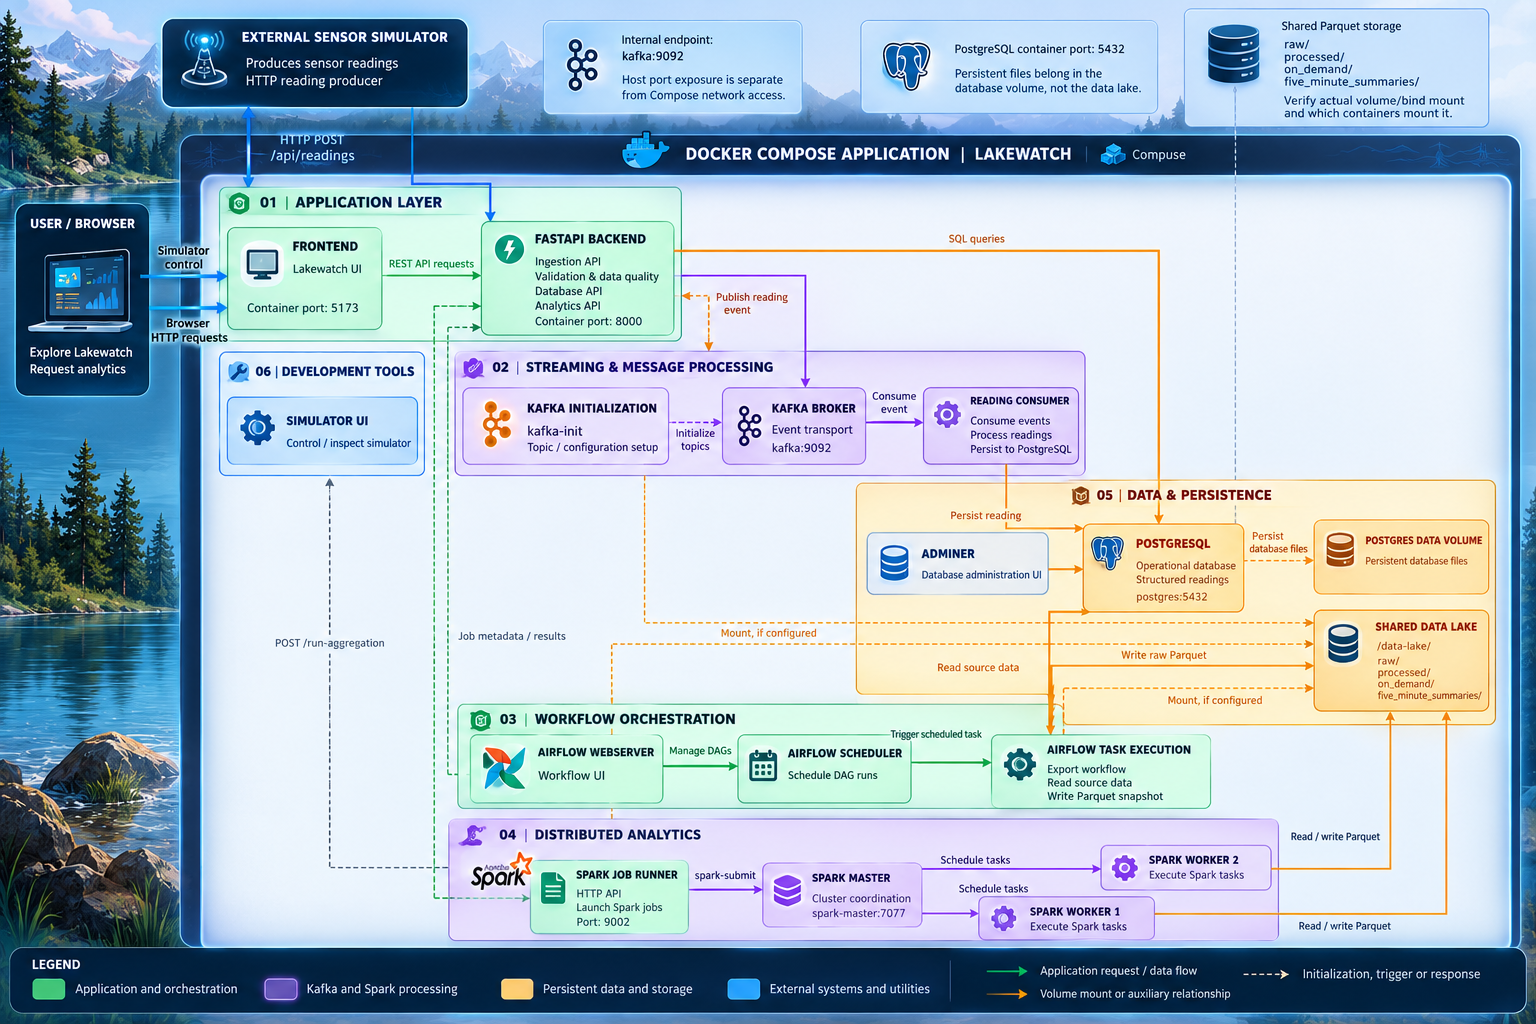 EXTERNAL SENSOR SIMULATOR
Produces sensor readings
HTTP reading producer
Internal endpoint:
kafka:9092
Host port exposure is separate
from Compose network access.
PostgreSQL container port: 5432
Persistent files belong in the
database volume, not the data lake.
Shared Parquet storage
raw/
processed/
on_demand/
five_minute_summaries/
Verify actual volume/bind mount
and which containers mount it.
HTTP POST
/api/readings
DOCKER COMPOSE APPLICATION | LAKEWATCH | Compose
USER / BROWSER
Explore Lakewatch
Request analytics
Simulator
control
Browser
HTTP requests
01 | APPLICATION LAYER
FRONTEND
Lakewatch UI
Container port: 5173
REST API requests
FASTAPI BACKEND
Ingestion API
Validation & data quality
Database API
Analytics API
Container port: 8000
SQL queries
Publish reading
event
06 | DEVELOPMENT TOOLS
SIMULATOR UI
Control / inspect simulator
02 | STREAMING & MESSAGE PROCESSING
KAFKA INITIALIZATION
kafka-init
Topic / configuration setup
Initialize
topics
KAFKA BROKER
Event transport
kafka:9092
Consume
event
READING CONSUMER
Consume events
Process readings
Persist to PostgreSQL
05 | DATA & PERSISTENCE
Persist reading
ADMINER
Database administration UI
POSTGRESQL
Operational database
Structured readings
postgres:5432
Persist
database files
POSTGRES DATA VOLUME
Persistent database files
SHARED DATA LAKE
/data-lake/
raw/
processed/
on_demand/
five_minute_summaries/
POST /run-aggregation
Job metadata / results
Mount, if configured
Write raw Parquet
Read source data
Mount, if configured
03 | WORKFLOW ORCHESTRATION
AIRFLOW WEBSERVER
Workflow UI
Manage DAGs
AIRFLOW SCHEDULER
Schedule DAG runs
Trigger scheduled task
AIRFLOW TASK EXECUTION
Export workflow
Read source data
Write Parquet snapshot
04 | DISTRIBUTED ANALYTICS
Apache
Spark
SPARK JOB RUNNER
HTTP API
Launch Spark jobs
Port: 9002
spark-submit
SPARK MASTER
Cluster coordination
spark-master:7077
Schedule tasks
Schedule tasks
SPARK WORKER 2
Execute Spark tasks
SPARK WORKER 1
Execute Spark tasks
Read / write Parquet
Read / write Parquet
LEGEND
Application and orchestration
Kafka and Spark processing
Persistent data and storage
External systems and utilities
Application request / data flow
Volume mount or auxiliary relationship
Initialization, trigger or response